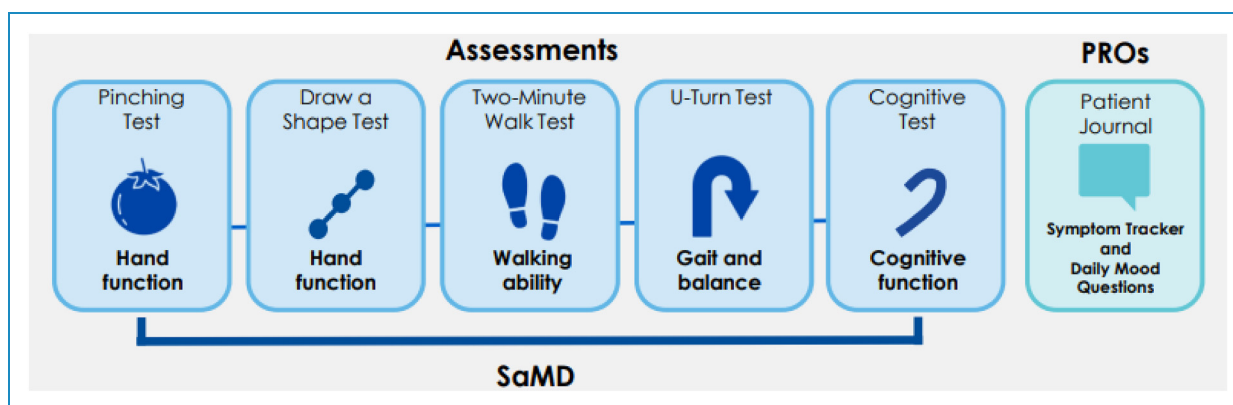 Assessments
PROs
Pinching
Test
Hand
function
Draw a
Shape Test
Hand
function
Two-Minute
Walk Test
Walking
ability
U-Turn Test
Gait and
balance
Cognitive
Test
Cognitive
function
Patient
Journal
Symptom Tracker
and
Daily Mood
Questions
SaMD